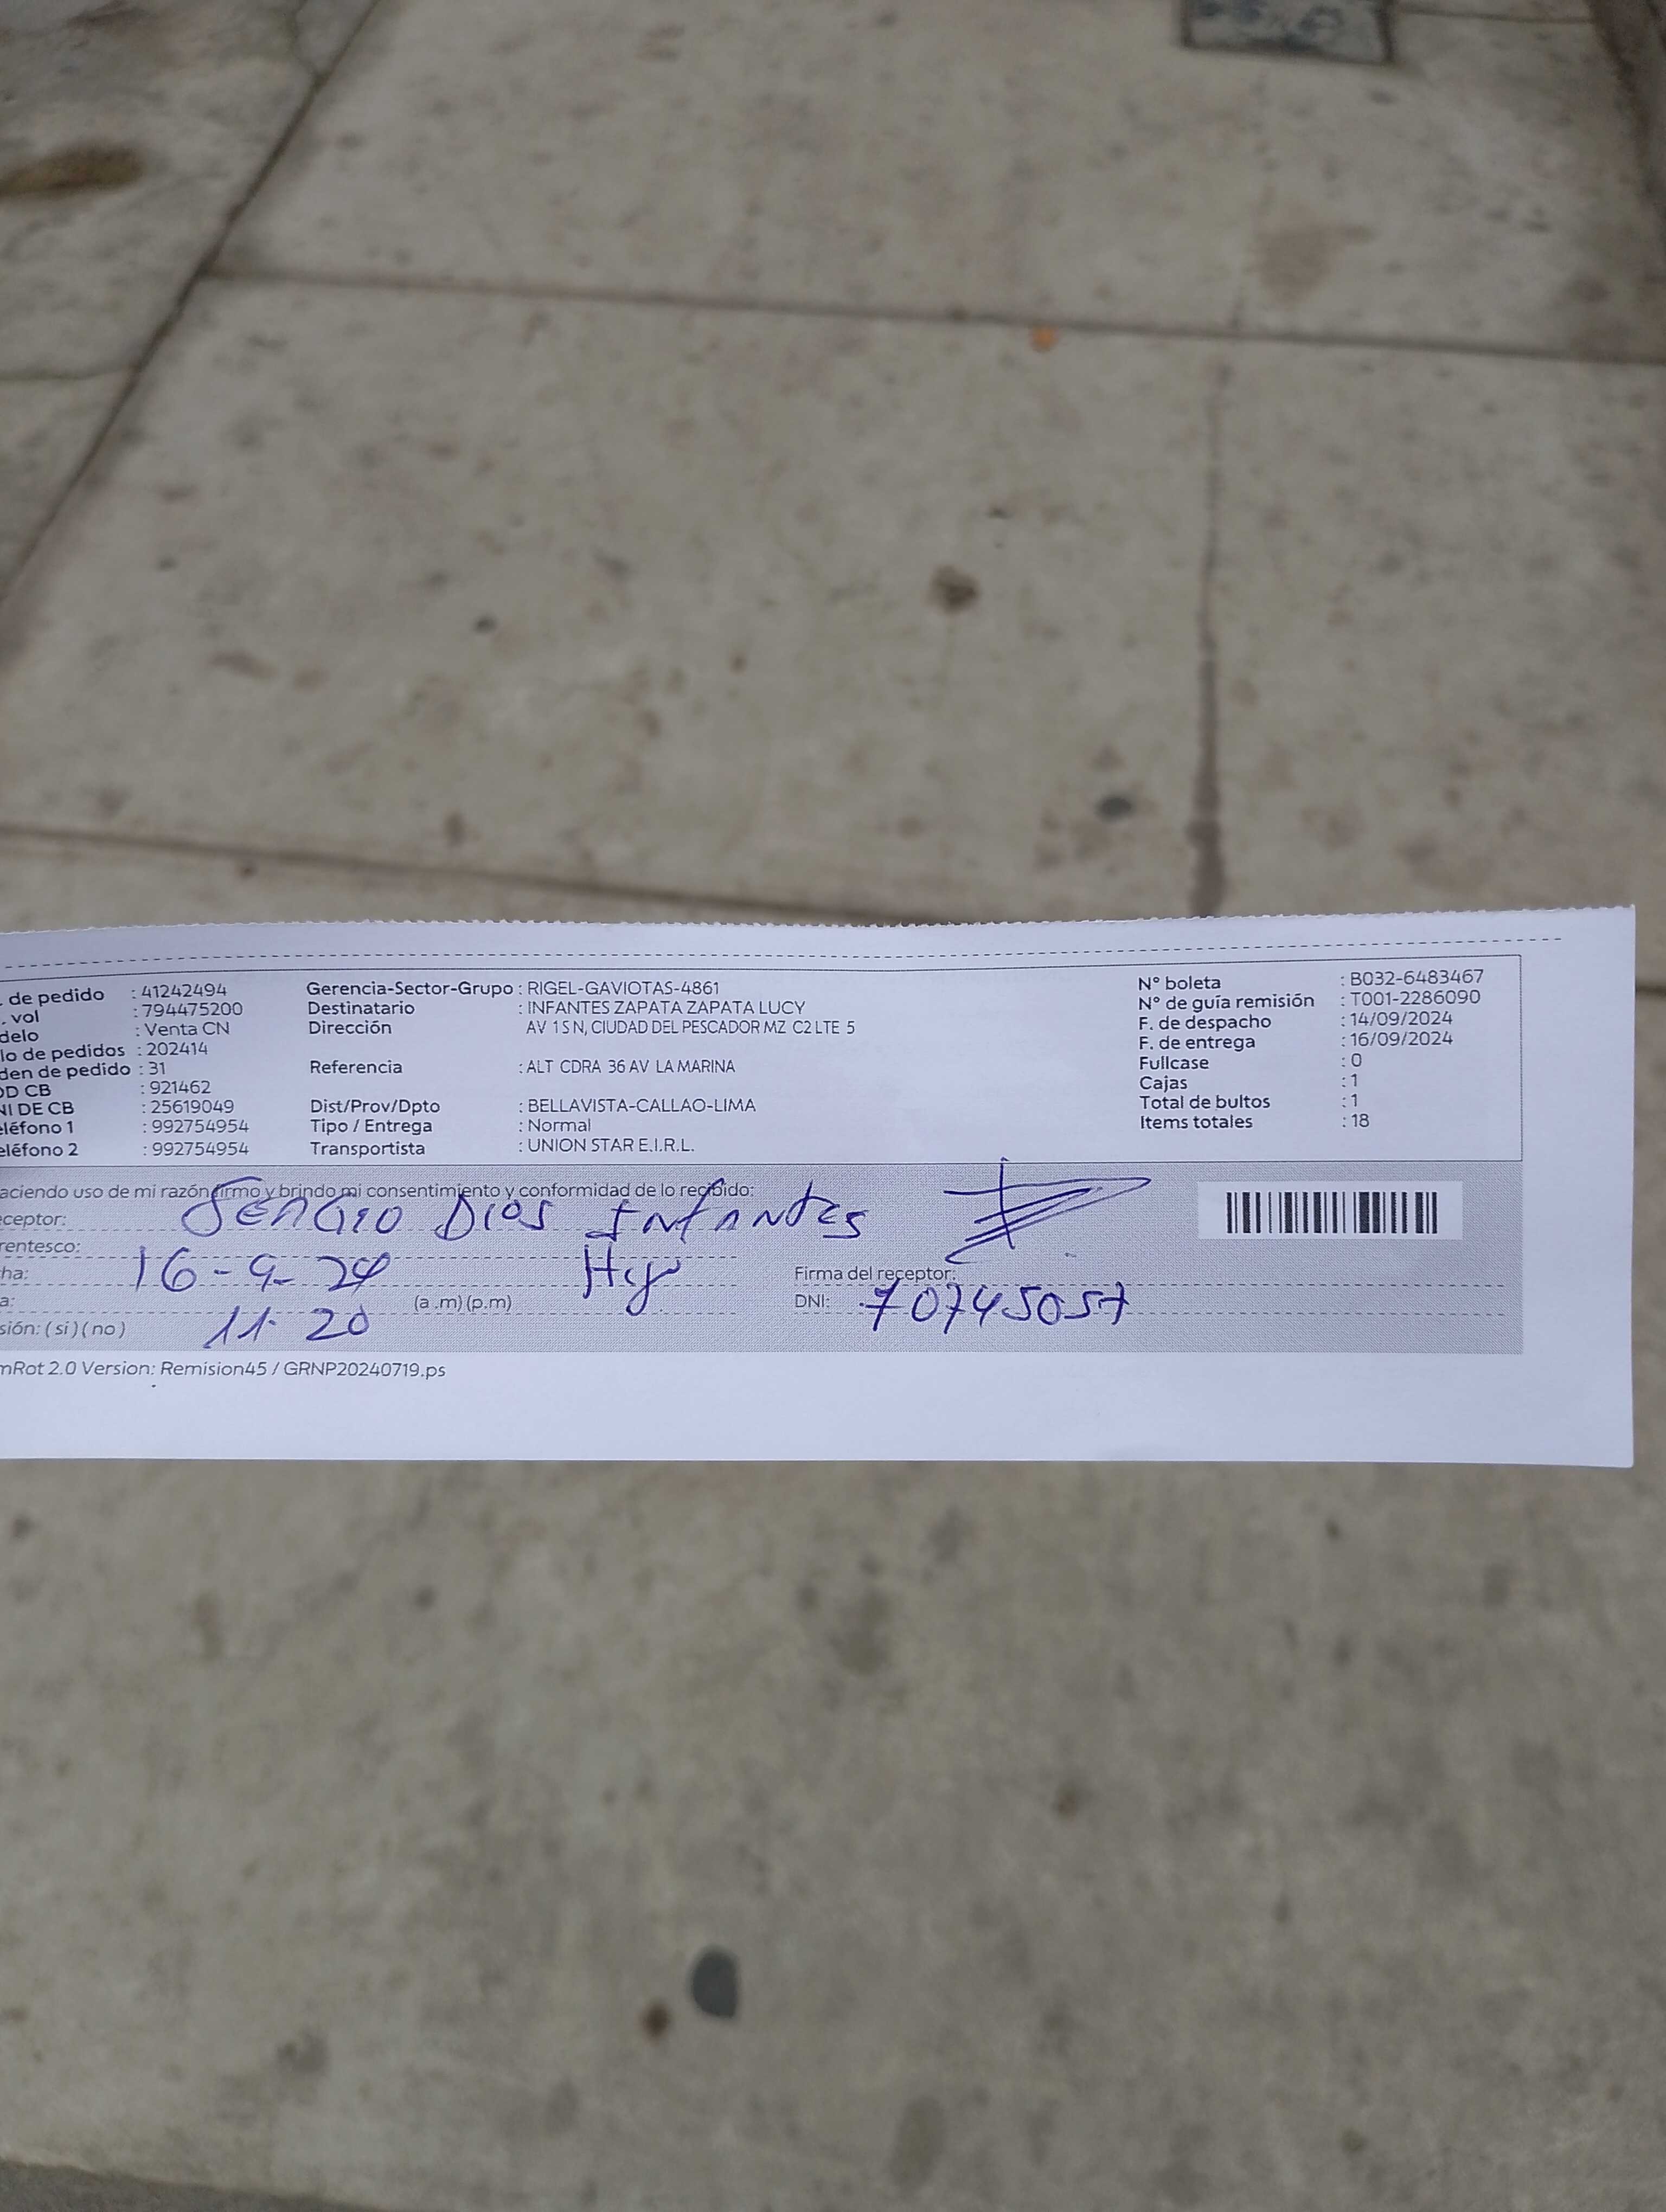 . de pedido : 41242494 Gerencia-Sector-Grupo : RIGEL-GAVIOTAS-4861 N° boleta : B032-6483467
. vol : 794475200 Destinatario : INFANTES ZAPATA ZAPATA LUCY N° de guía remisión : T001-2286090
delo : Venta CN Dirección AV 1 S N, CIUDAD DEL PESCADOR MZ C2 LTE 5 F. de despacho : 14/09/2024
lo de pedidos : 202414 F. de entrega : 16/09/2024
den de pedido : 31 Referencia : ALT CDRA 36 AV LA MARINA Fullcase : 0
OD CB : 921462 Cajas : 1
NI DE CB : 25619049 Dist/Prov/Dpto : BELLAVISTA-CALLAO-LIMA Total de bultos : 1
eléfono 1 : 992754954 Tipo / Entrega : Normal Items totales : 18
eléfono 2 : 992754954 Transportista : UNION STAR E.I.R.L.
aciendo uso de mi razón firmo y brindo mi consentimiento y conformidad de lo recibido:
ceptor: Sergio Dios Infantes
rentesco:
cha: 16-9-24 Hijo Firma del receptor:
a: 11:20 (a .m) (p.m) DNI: 70745057
sión: ( si ) ( no )
mRot 2.0 Version: Remision45 / GRNP20240719.ps